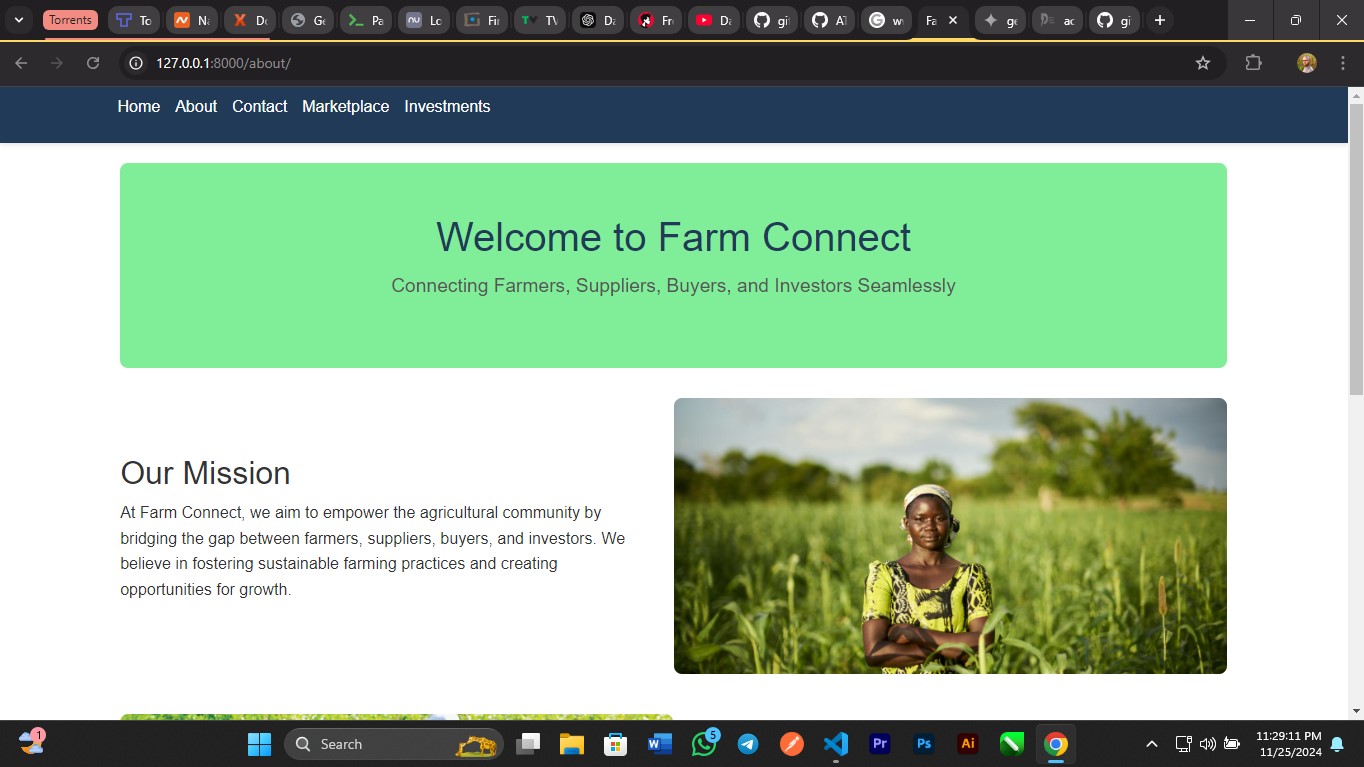 Torrents
To
Na
Do
Ge
Pa
Lo
Fir
TV
Da
Fre
Da
gi
AT
w
Fa
ge
ac
gi
127.0.0.1:8000/about/
Home About Contact Marketplace Investments
Welcome to Farm Connect
Connecting Farmers, Suppliers, Buyers, and Investors Seamlessly
Our Mission
At Farm Connect, we aim to empower the agricultural community by
bridging the gap between farmers, suppliers, buyers, and investors. We
believe in fostering sustainable farming practices and creating
opportunities for growth.
1
Search
5
Pr
Ps
Ai
11:29:11 PM
11/25/2024